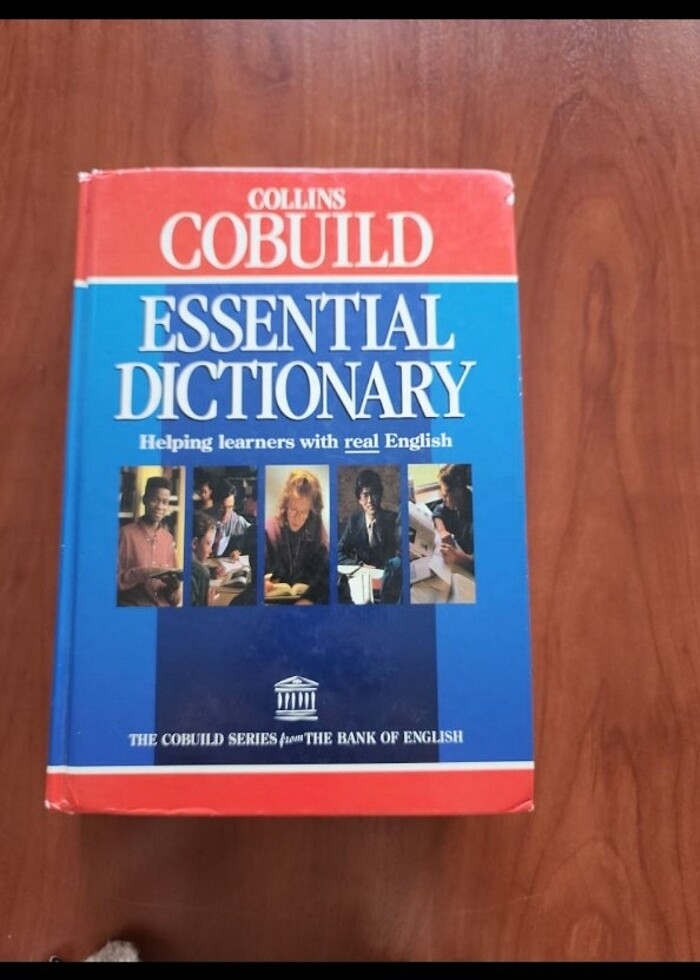 COLLINS
COBUILD
ESSENTIAL
DICTIONARY
Helping learners with real English
THE COBUILD SERIES from THE BANK OF ENGLISH